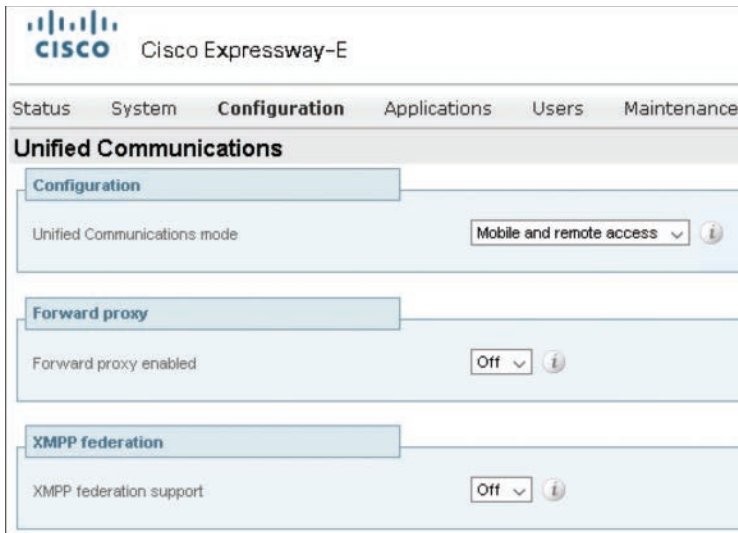 CISCO Cisco Expressway-E
Status System Configuration Applications Users Maintenance
Unified Communications
Configuration
Unified Communications mode Mobile and remote access
Forward proxy
Forward proxy enabled Off
XMPP federation
XMPP federation support Off